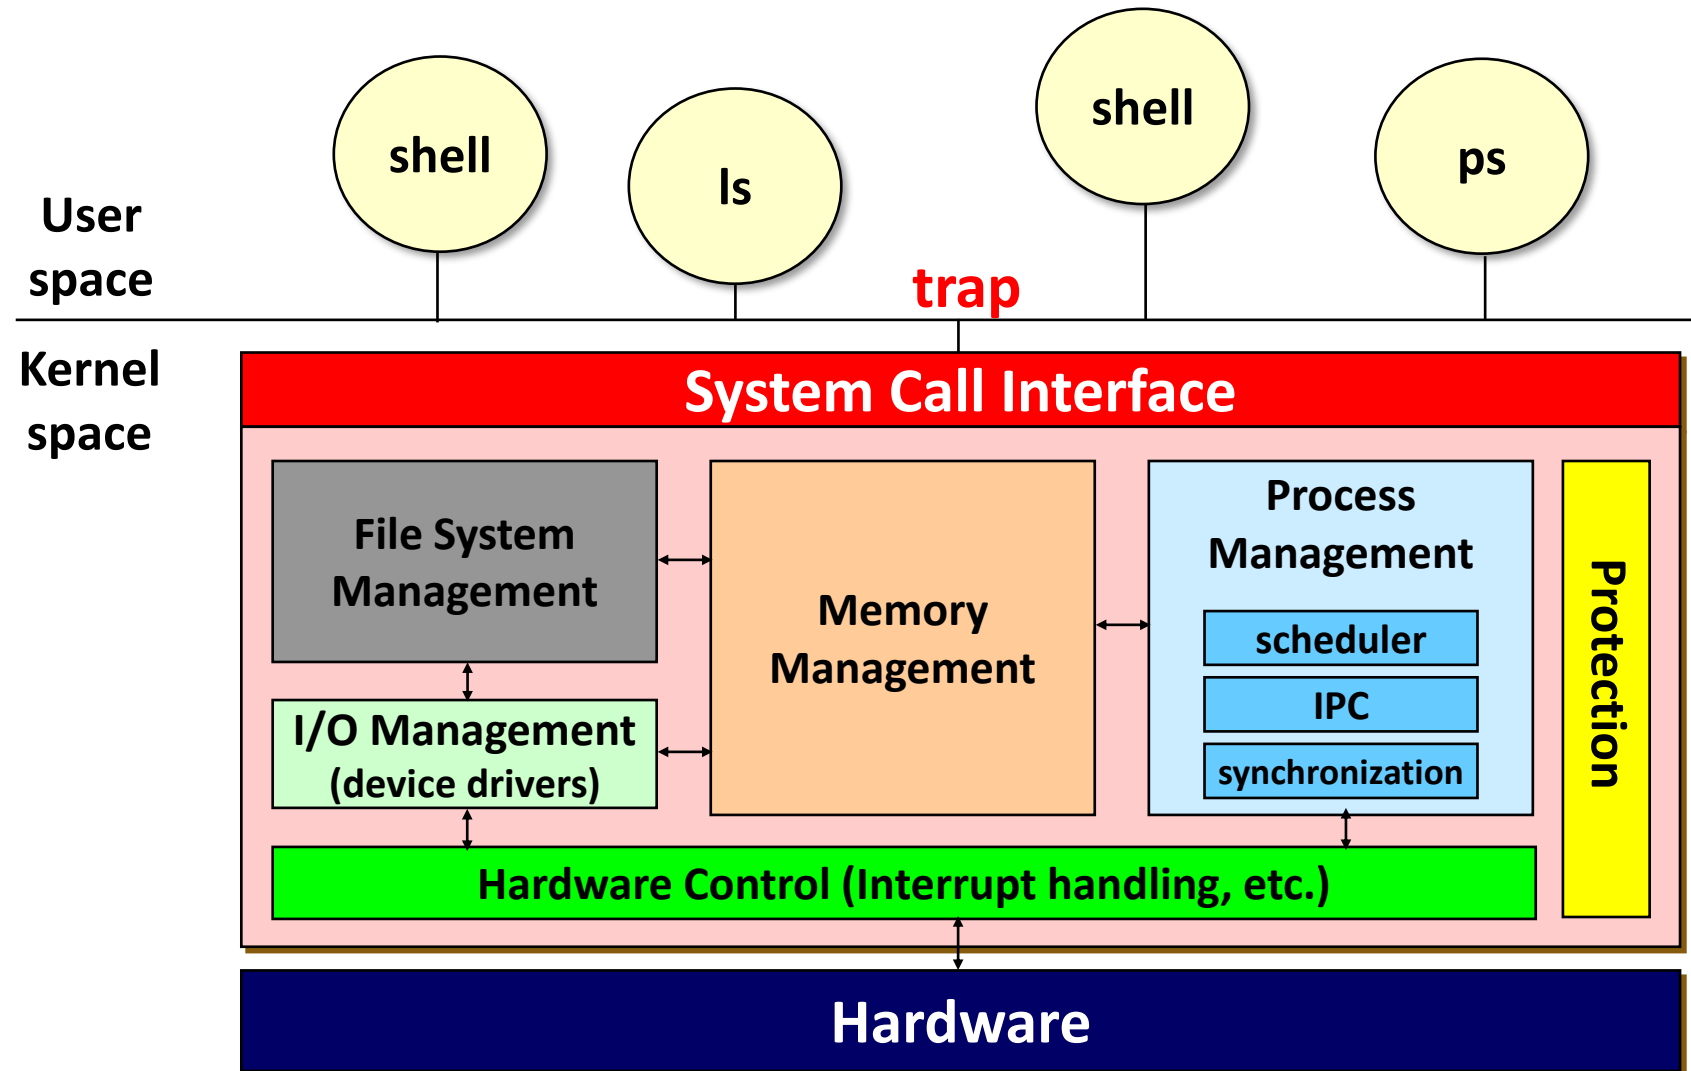 shell
ls
shell
ps
User
space
trap
Kernel
space
System Call Interface
File System
Management
Memory
Management
Process
Management
scheduler
IPC
synchronization
Protection
I/O Management
(device drivers)
Hardware Control (Interrupt handling, etc.)
Hardware